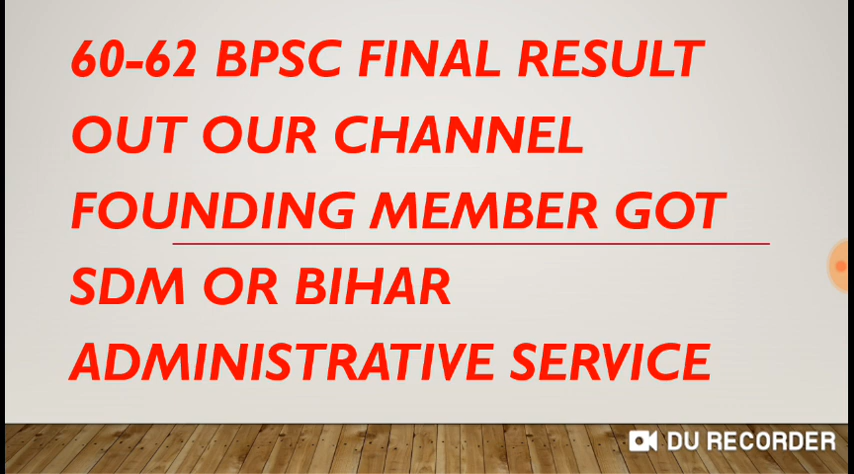 60-62 BPSC FINAL RESULT
OUT OUR CHANNEL
FOUNDING MEMBER GOT
SDM OR BIHAR
ADMINISTRATIVE SERVICE
DU RECORDER